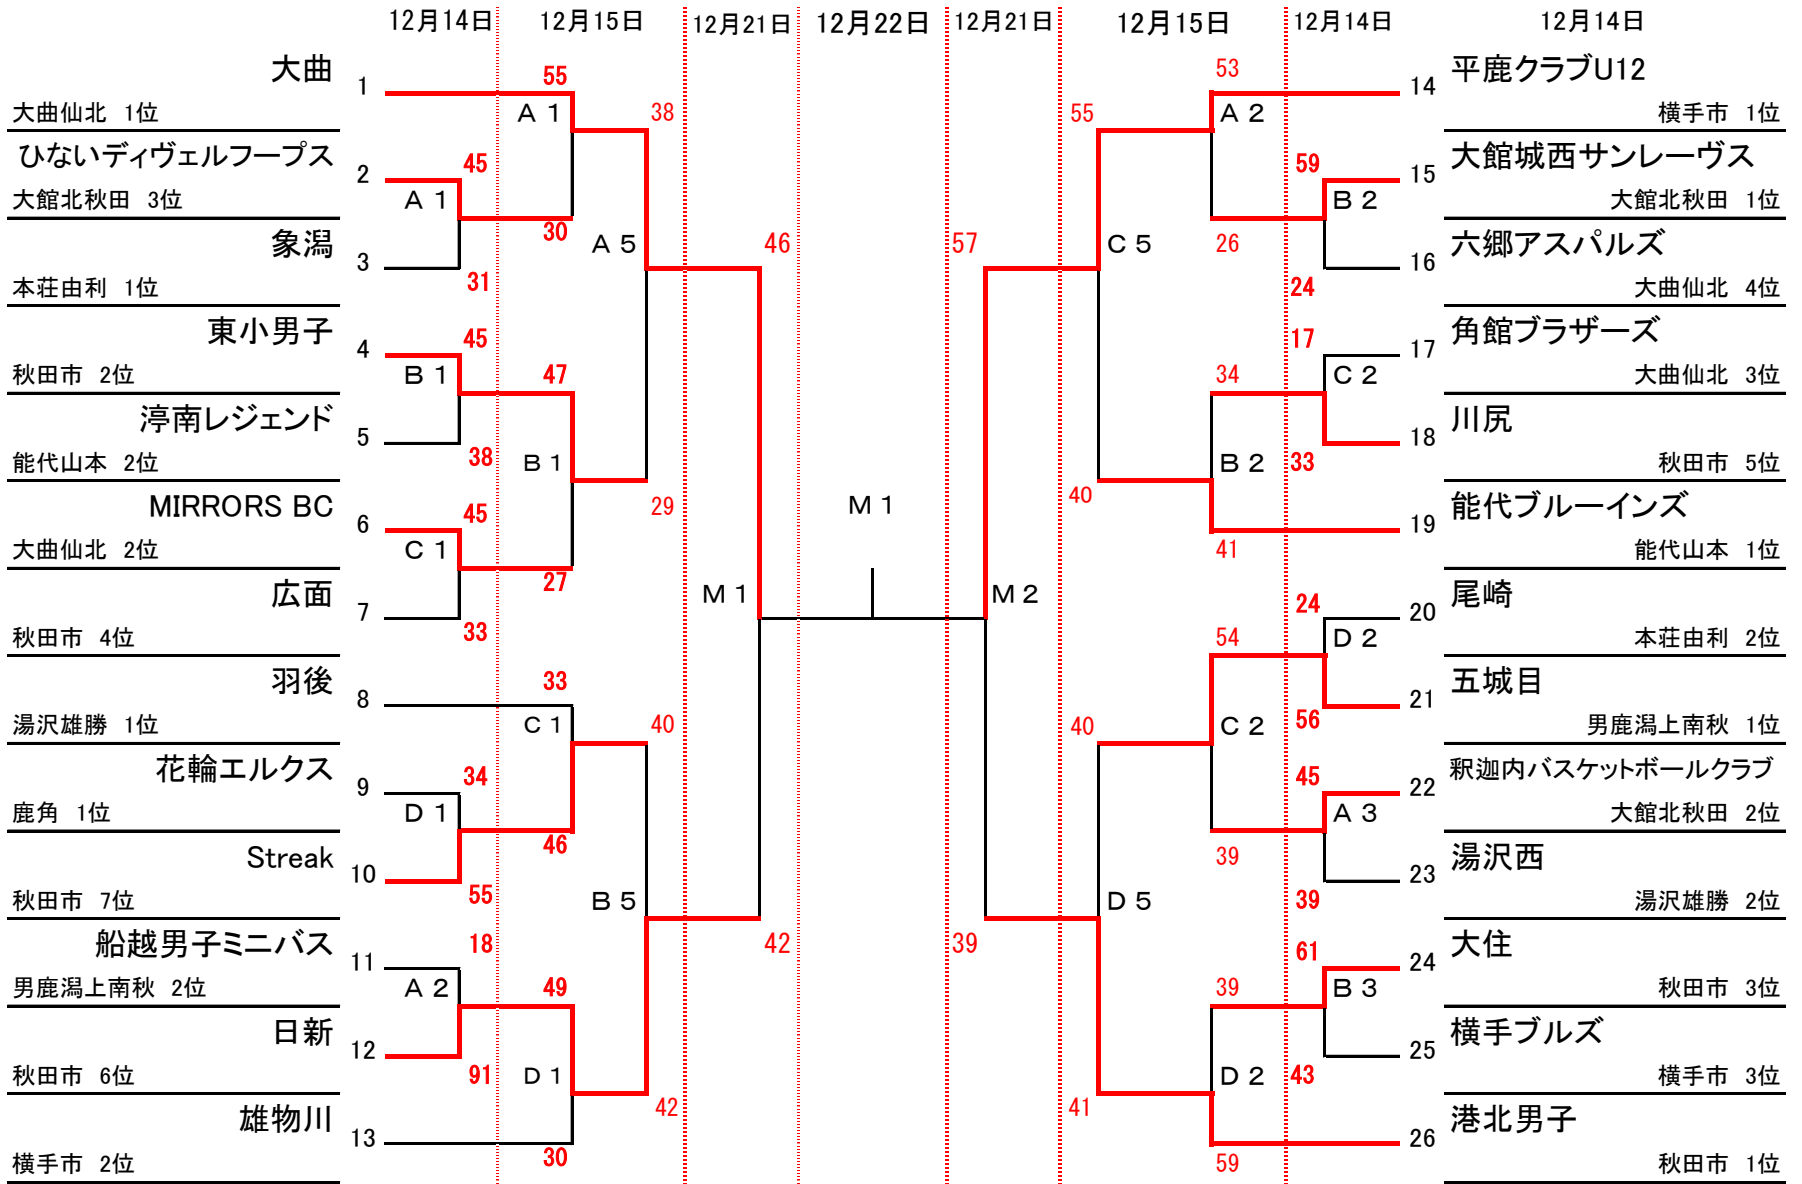 12月14日 12月15日 12月21日 12月22日 12月21日 12月15日 12月14日 12月14日
大曲
1
大曲仙北 1位
55
A 1
38
ひないディヴェルフープス
2
大館北秋田 3位
45
A 1
30
象潟
3
本荘由利 1位
31
A 5
46
東小男子
4
秋田市 2位
45
B 1
47
渟南レジェンド
5
能代山本 2位
38
B 1
29
MIRRORS BC
6
大曲仙北 2位
45
C 1
27
広面
7
秋田市 4位
33
M 1
羽後
8
湯沢雄勝 1位
33
C 1
40
花輪エルクス
9
鹿角 1位
34
D 1
46
Streak
10
秋田市 7位
55
B 5
42
船越男子ミニバス
11
男鹿潟上南秋 2位
18
A 2
49
日新
12
秋田市 6位
91
D 1
42
雄物川
13
横手市 2位
30
M 1
53
平鹿クラブU12
14
横手市 1位
A 2
55
59
大館城西サンレーヴス
15
大館北秋田 1位
B 2
26
六郷アスパルズ
16
大曲仙北 4位
24
C 5
57
17
角館ブラザーズ
17
大曲仙北 3位
C 2
34
川尻
18
秋田市 5位
33
B 2
40
能代ブルーインズ
19
能代山本 1位
41
M 2
24
尾崎
20
本荘由利 2位
D 2
54
五城目
21
男鹿潟上南秋 1位
56
C 2
40
45
釈迦内バスケットボールクラブ
22
大館北秋田 2位
A 3
39
湯沢西
23
湯沢雄勝 2位
39
D 5
39
61
大住
24
秋田市 3位
B 3
39
横手ブルズ
25
横手市 3位
43
D 2
41
港北男子
26
秋田市 1位
59